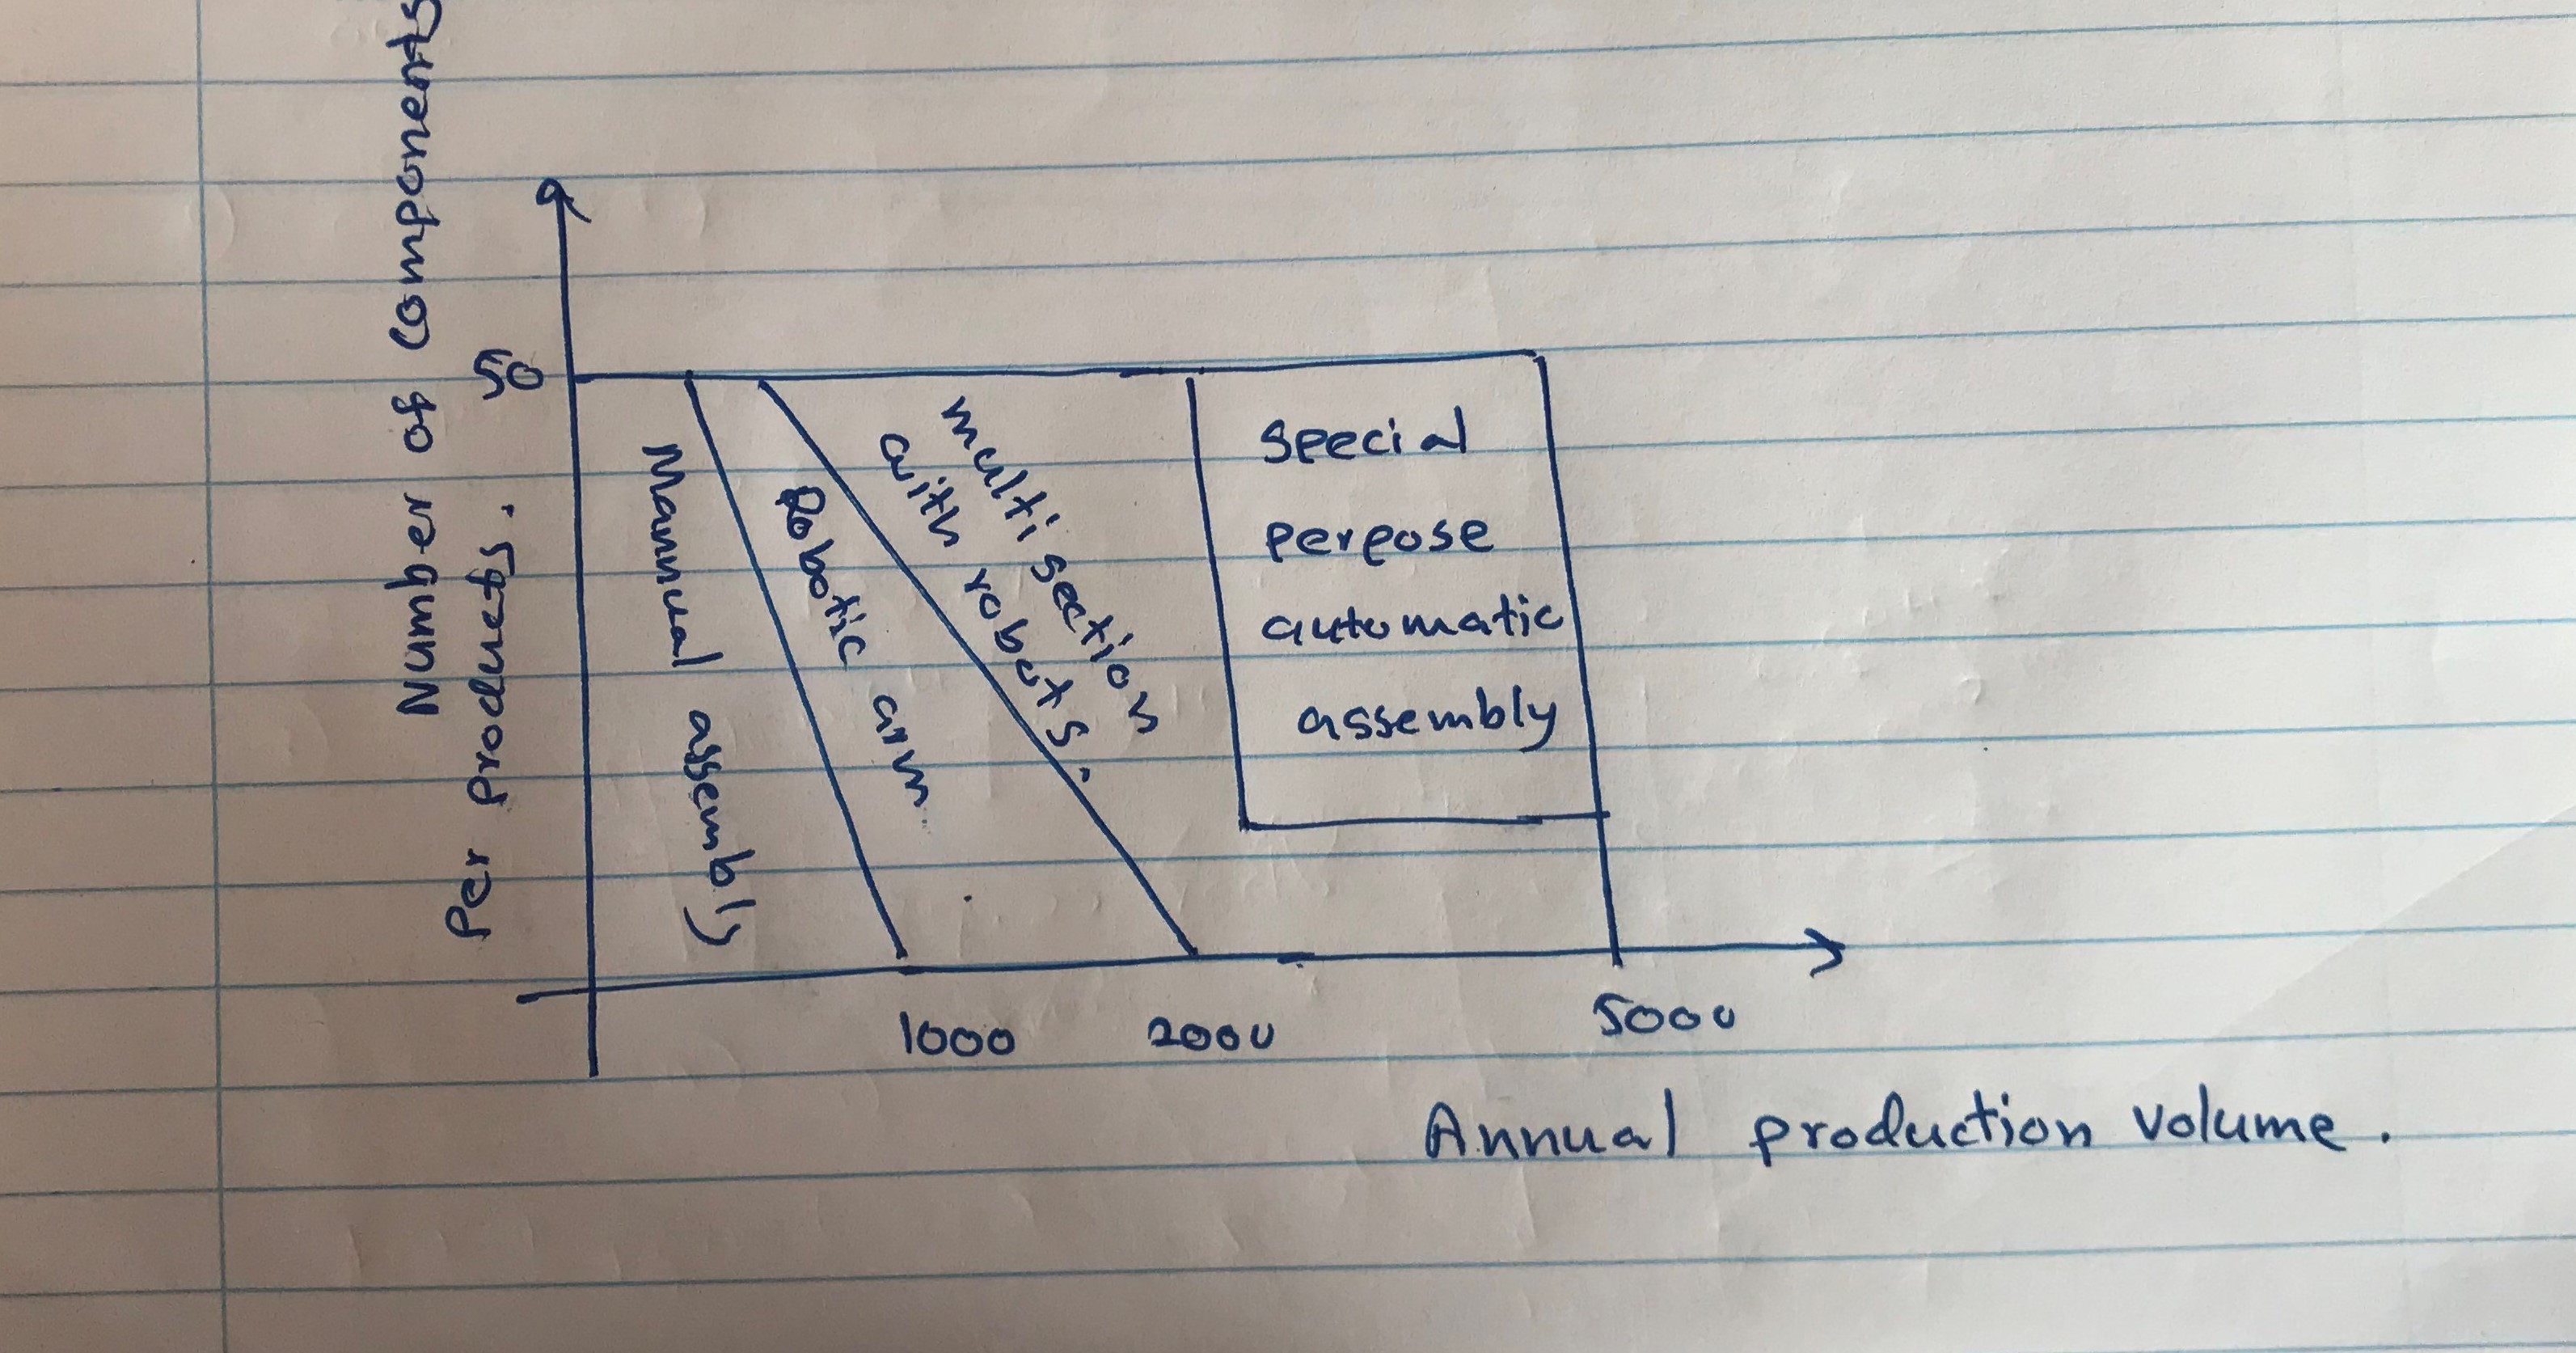 Number of Components
Per products.
50
Mannual assembly
Robotic arm
multi section
with robots.
special
perpose
automatic
assembly
1000
2000
5000
Annual production volume.